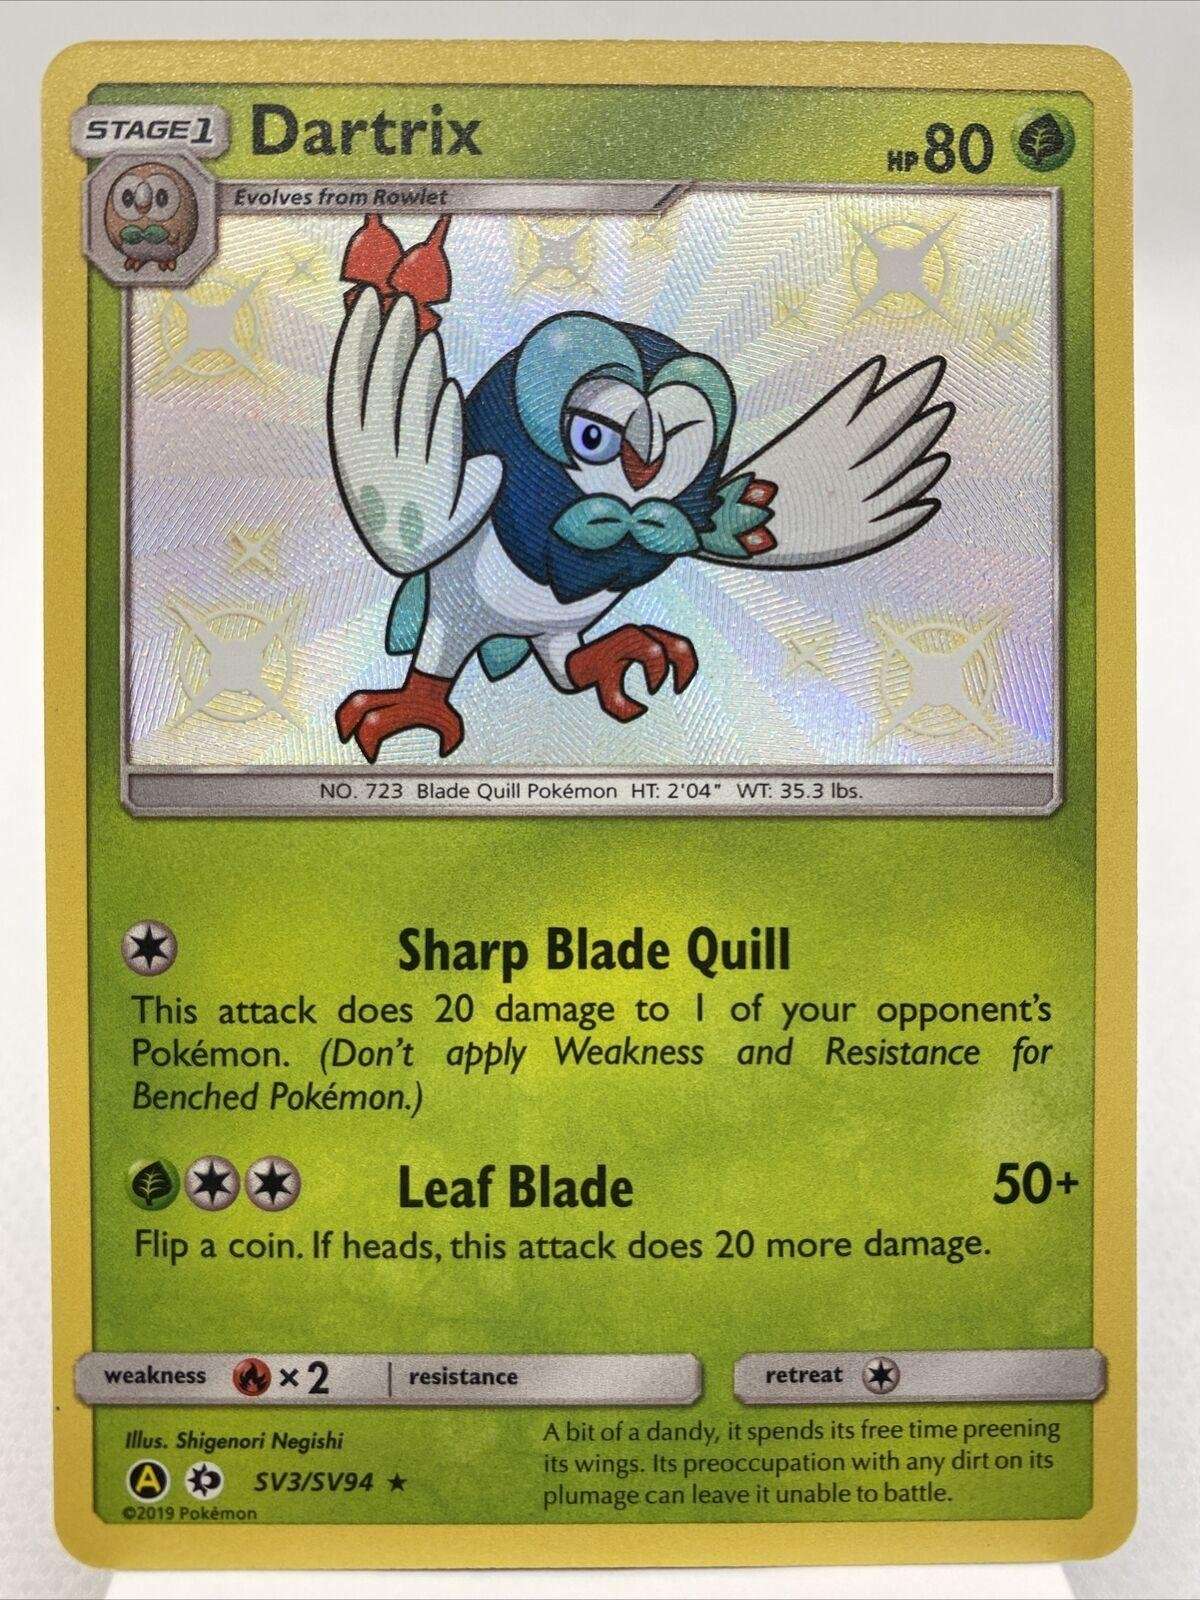 STAGE 1 Dartrix HP 80
Evolves from Rowlet
NO. 723 Blade Quill Pokémon HT: 2'04" WT: 35.3 lbs.
Sharp Blade Quill
This attack does 20 damage to 1 of your opponent's
Pokémon. (Don't apply Weakness and Resistance for
Benched Pokémon.)
Leaf Blade 50+
Flip a coin. If heads, this attack does 20 more damage.
weakness × 2 resistance retreat
Illus. Shigenori Negishi
A SV3/SV94 ★
©2019 Pokémon
A bit of a dandy, it spends its free time preening
its wings. Its preoccupation with any dirt on its
plumage can leave it unable to battle.